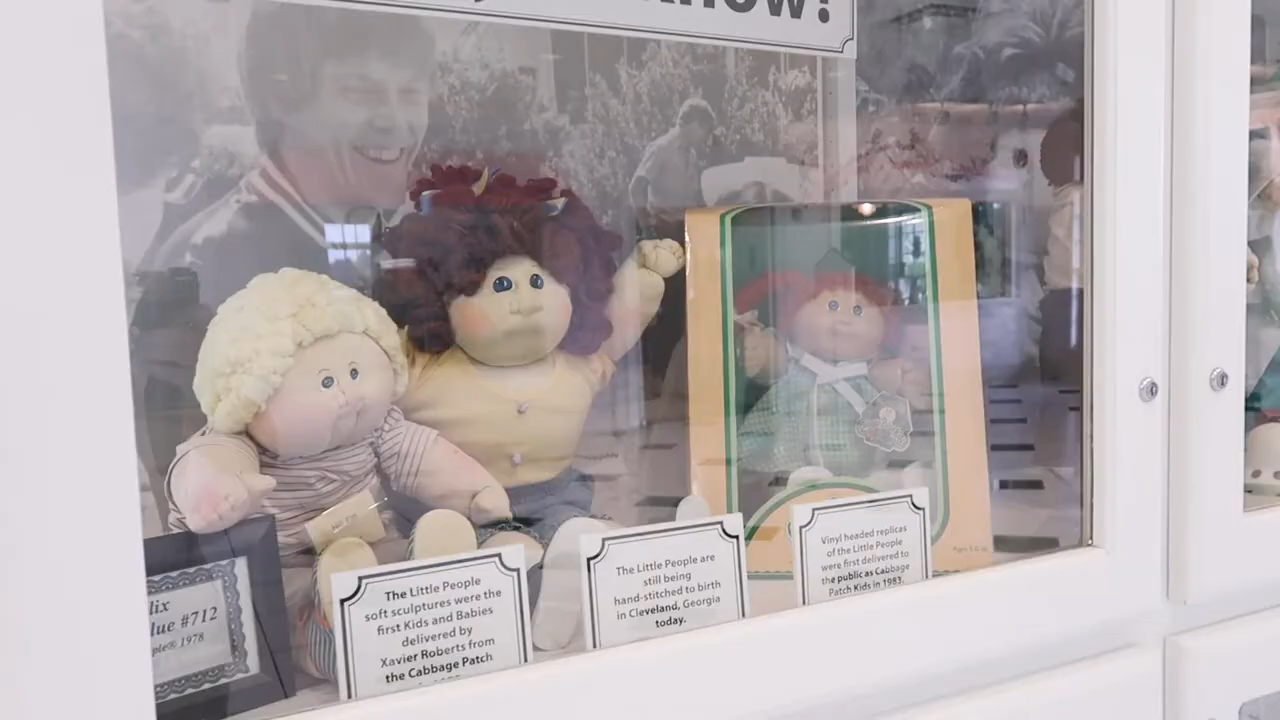 know!
lix
lue #712
ple® 1978
The Little People
soft sculptures were the
first Kids and Babies
delivered by
Xavier Roberts from
the Cabbage Patch
The Little People are
still being
hand-stitched to birth
in Cleveland, Georgia
today.
Vinyl headed replicas
of the Little People
were first delivered to
the public as Cabbage
Patch Kids in 1983.